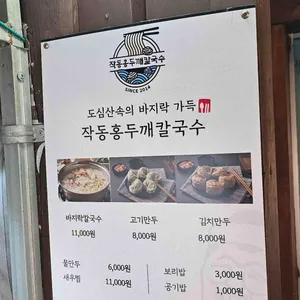 작동홍두깨칼국수
SINCE 2014
도심산속의 바지락 가득
작동홍두깨칼국수
바지락칼국수 고기만두 김치만두
11,000원 8,000원 8,000원
물만두 6,000원 보리밥 3,000원
새우찜 11,000원 공기밥 1,000원